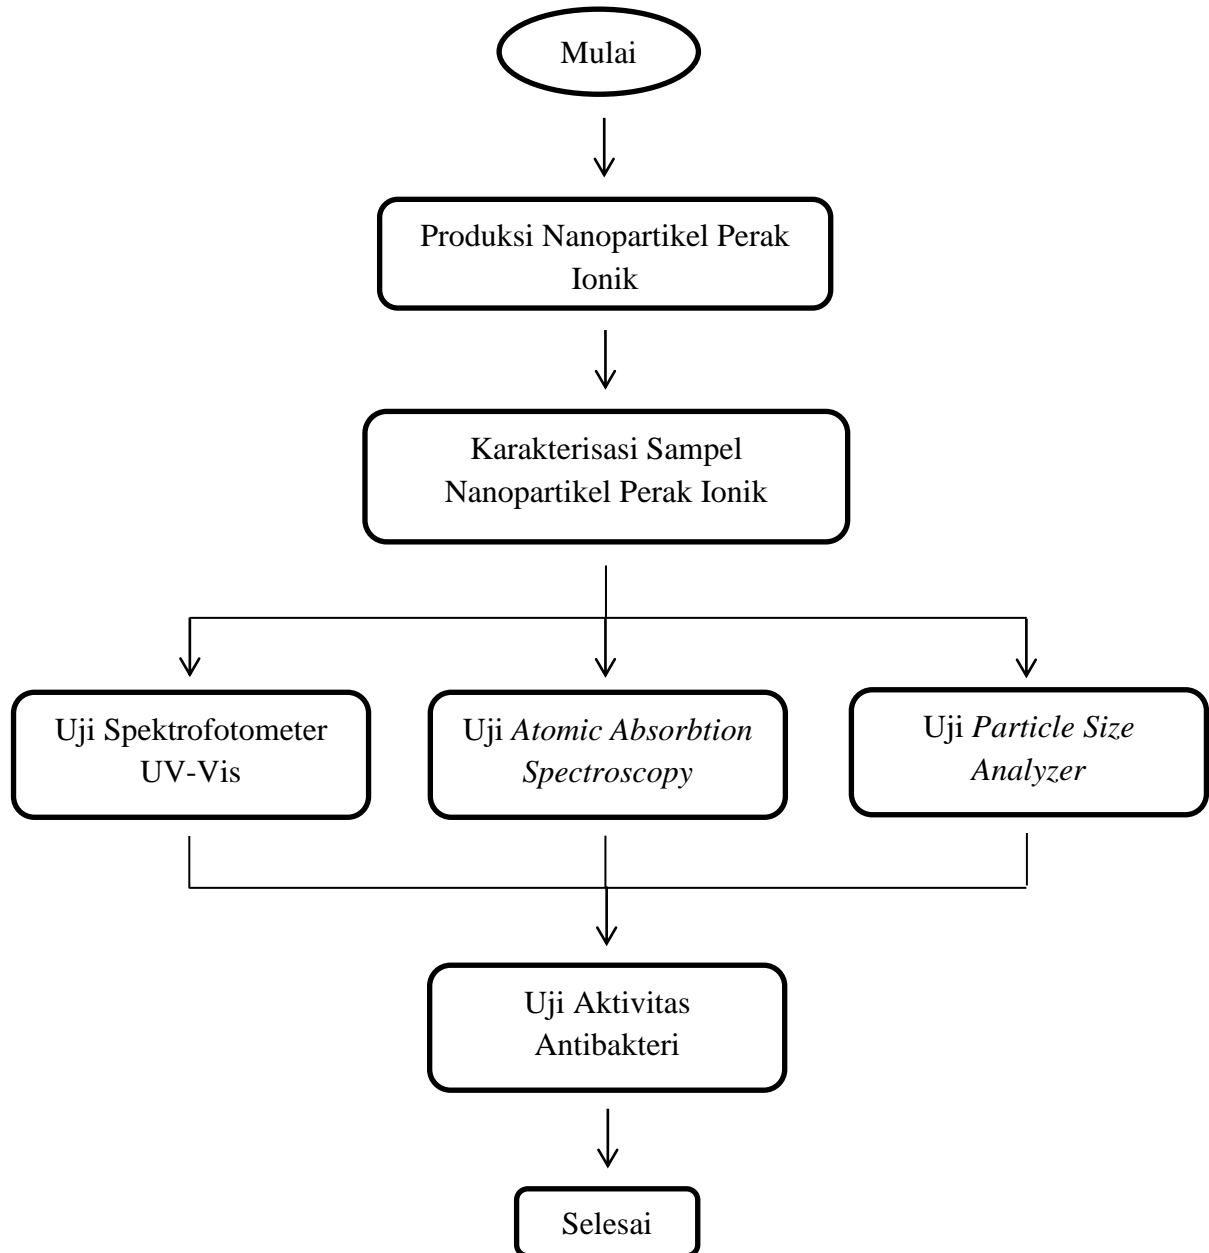 Mulai
Produksi Nanopartikel Perak
Ionik
Karakterisasi Sampel
Nanopartikel Perak Ionik
Uji Spektrofotometer
UV-Vis
Uji Atomic Absorbtion
Spectroscopy
Uji Particle Size
Analyzer
Uji Aktivitas
Antibakteri
Selesai